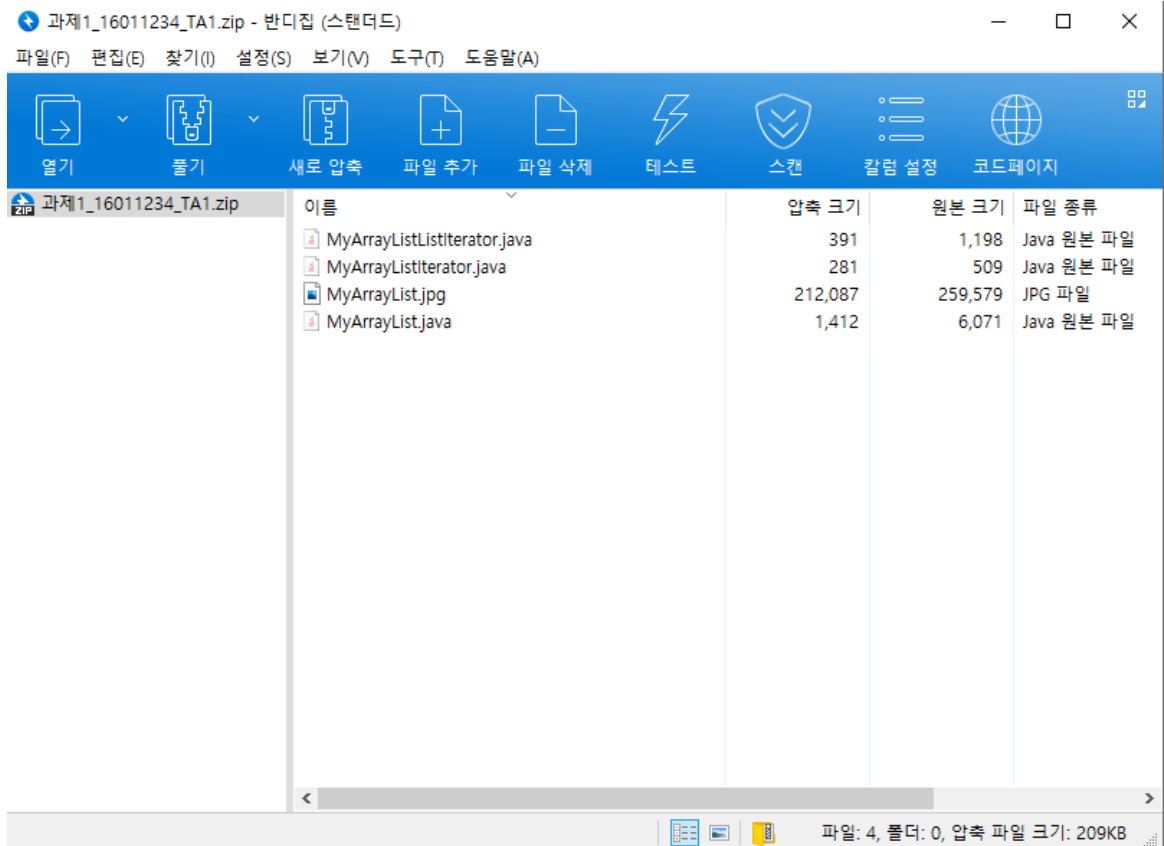 과제1_16011234_TA1.zip - 반디집 (스탠더드)
파일(F) 편집(E) 찾기(I) 설정(S) 보기(V) 도구(T) 도움말(A)
열기 풀기 새로 압축 파일 추가 파일 삭제 테스트 스캔 칼럼 설정 코드페이지
ZIP 과제1_16011234_TA1.zip
이름 압축 크기 원본 크기 파일 종류
MyArrayListListIterator.java 391 1,198 Java 원본 파일
MyArrayListIterator.java 281 509 Java 원본 파일
MyArrayList.jpg 212,087 259,579 JPG 파일
MyArrayList.java 1,412 6,071 Java 원본 파일
파일: 4, 폴더: 0, 압축 파일 크기: 209KB